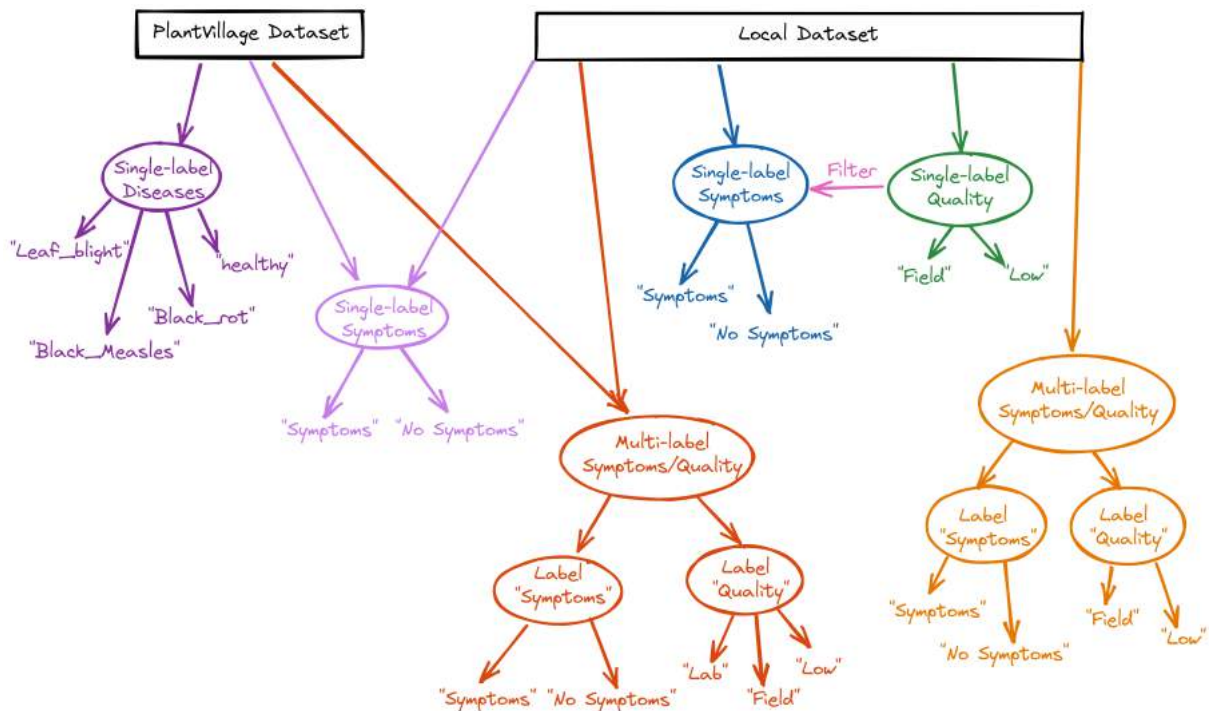 PlantVillage Dataset
Local Dataset
Single-label
Diseases
"Leaf_blight"
"healthy"
"Black_rot"
"Black_Measles"
Single-label
Symptoms
"Symptoms"
"No Symptoms"
Single-label
Symptoms
Filter
Single-label
Quality
"Symptoms"
"No Symptoms"
"Field"
"Low"
Multi-label
Symptoms/Quality
Label
"Symptoms"
Label
"Quality"
"Symptoms"
"No Symptoms"
"Lab"
"Field"
"Low"
Multi-label
Symptoms/Quality
Label
"Symptoms"
Label
"Quality"
"Symptoms"
"No Symptoms"
"Field"
"Low"